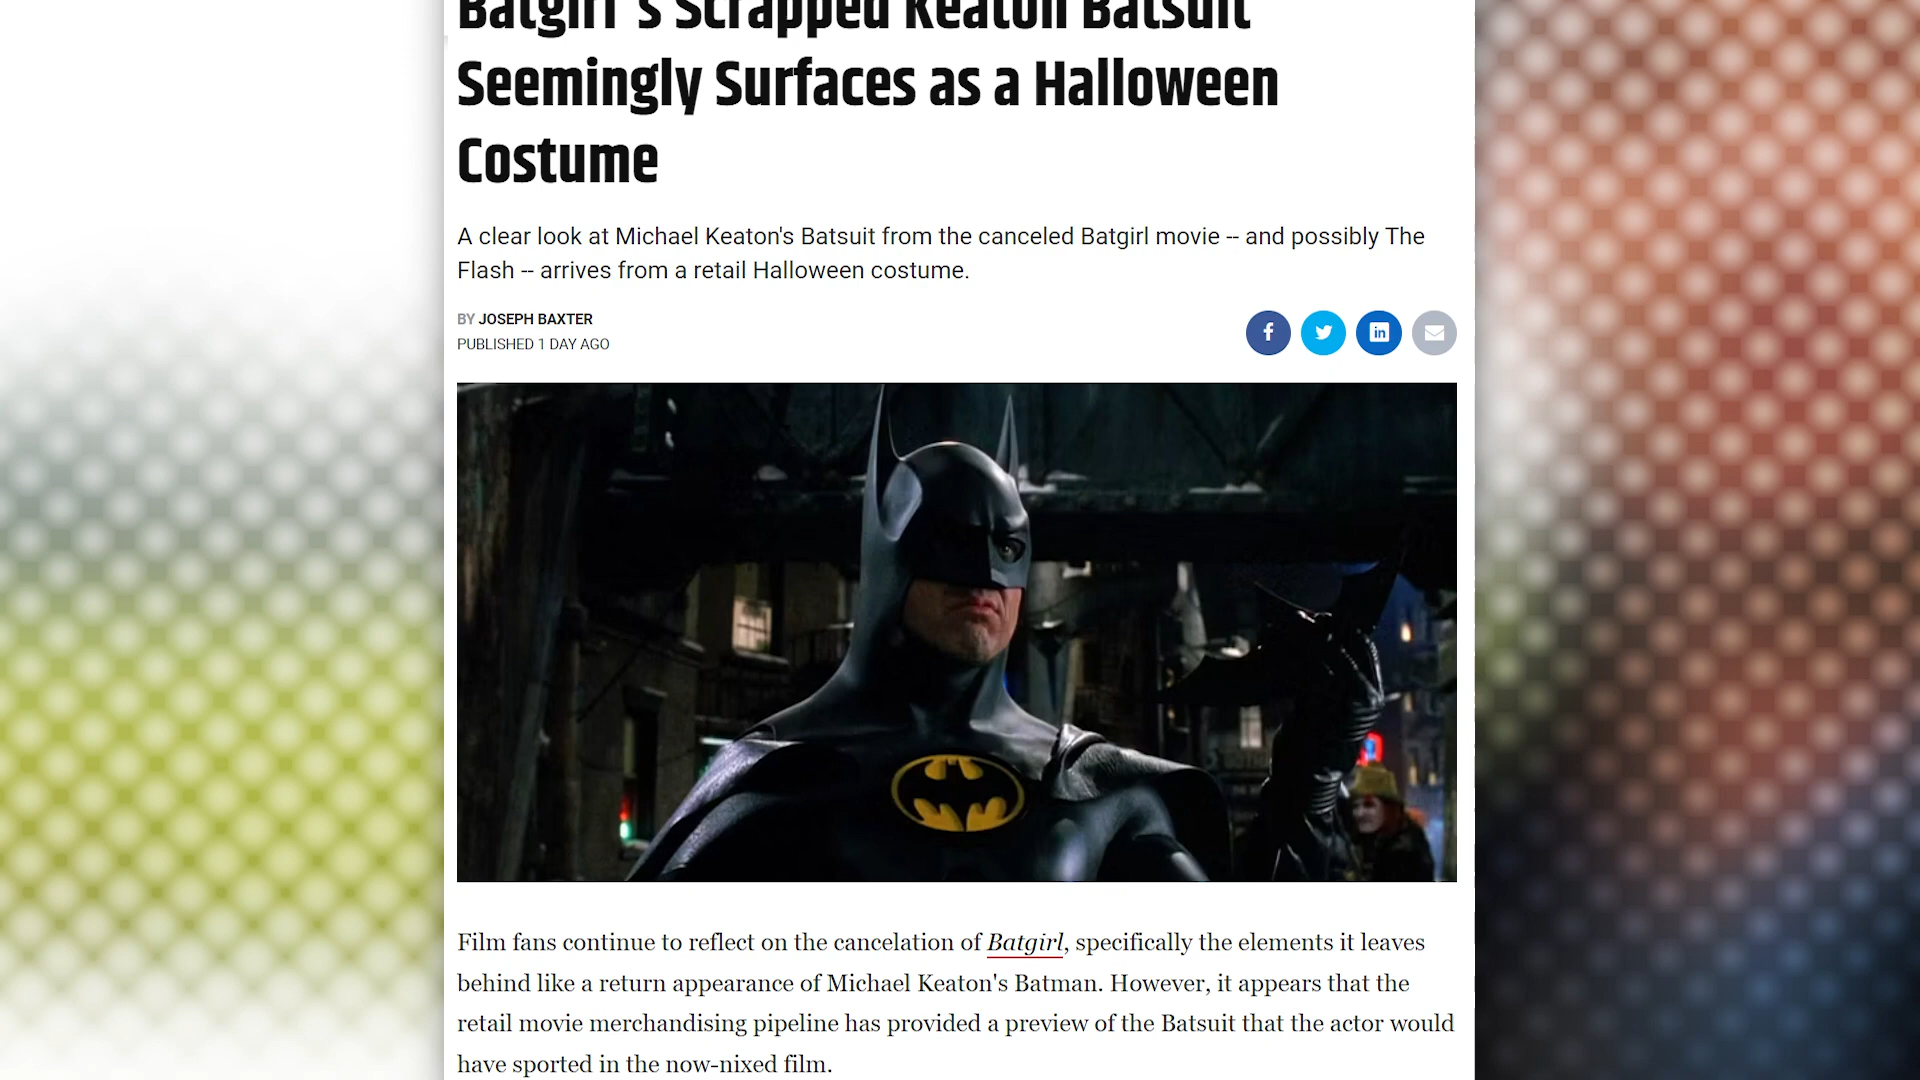 Batgirl's Scrapped Keaton Batsuit
Seemingly Surfaces as a Halloween
Costume
A clear look at Michael Keaton's Batsuit from the canceled Batgirl movie -- and possibly The
Flash -- arrives from a retail Halloween costume.
BY JOSEPH BAXTER
PUBLISHED 1 DAY AGO
Film fans continue to reflect on the cancelation of Batgirl, specifically the elements it leaves
behind like a return appearance of Michael Keaton's Batman. However, it appears that the
retail movie merchandising pipeline has provided a preview of the Batsuit that the actor would
have sported in the now-nixed film.